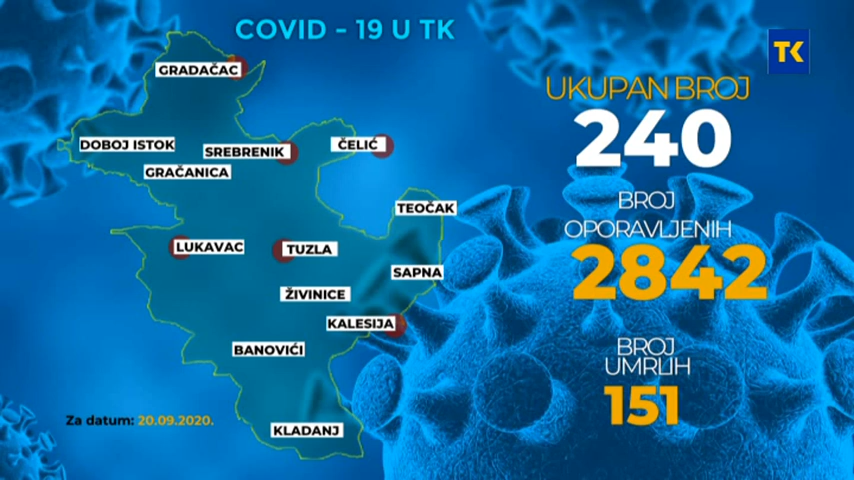 COVID - 19 U TK
TK
GRADAČAC
UKUPAN BROJ
240
DOBOJ ISTOK
SREBRENIK
ČELIĆ
GRAČANICA
BROJ
OPORAVLJENIH
2842
TEOČAK
LUKAVAC
TUZLA
SAPNA
ŽIVINICE
KALESIJA
BANOVIĆI
BROJ
UMRLIH
151
Za datum: 20.09.2020.
KLADANJ